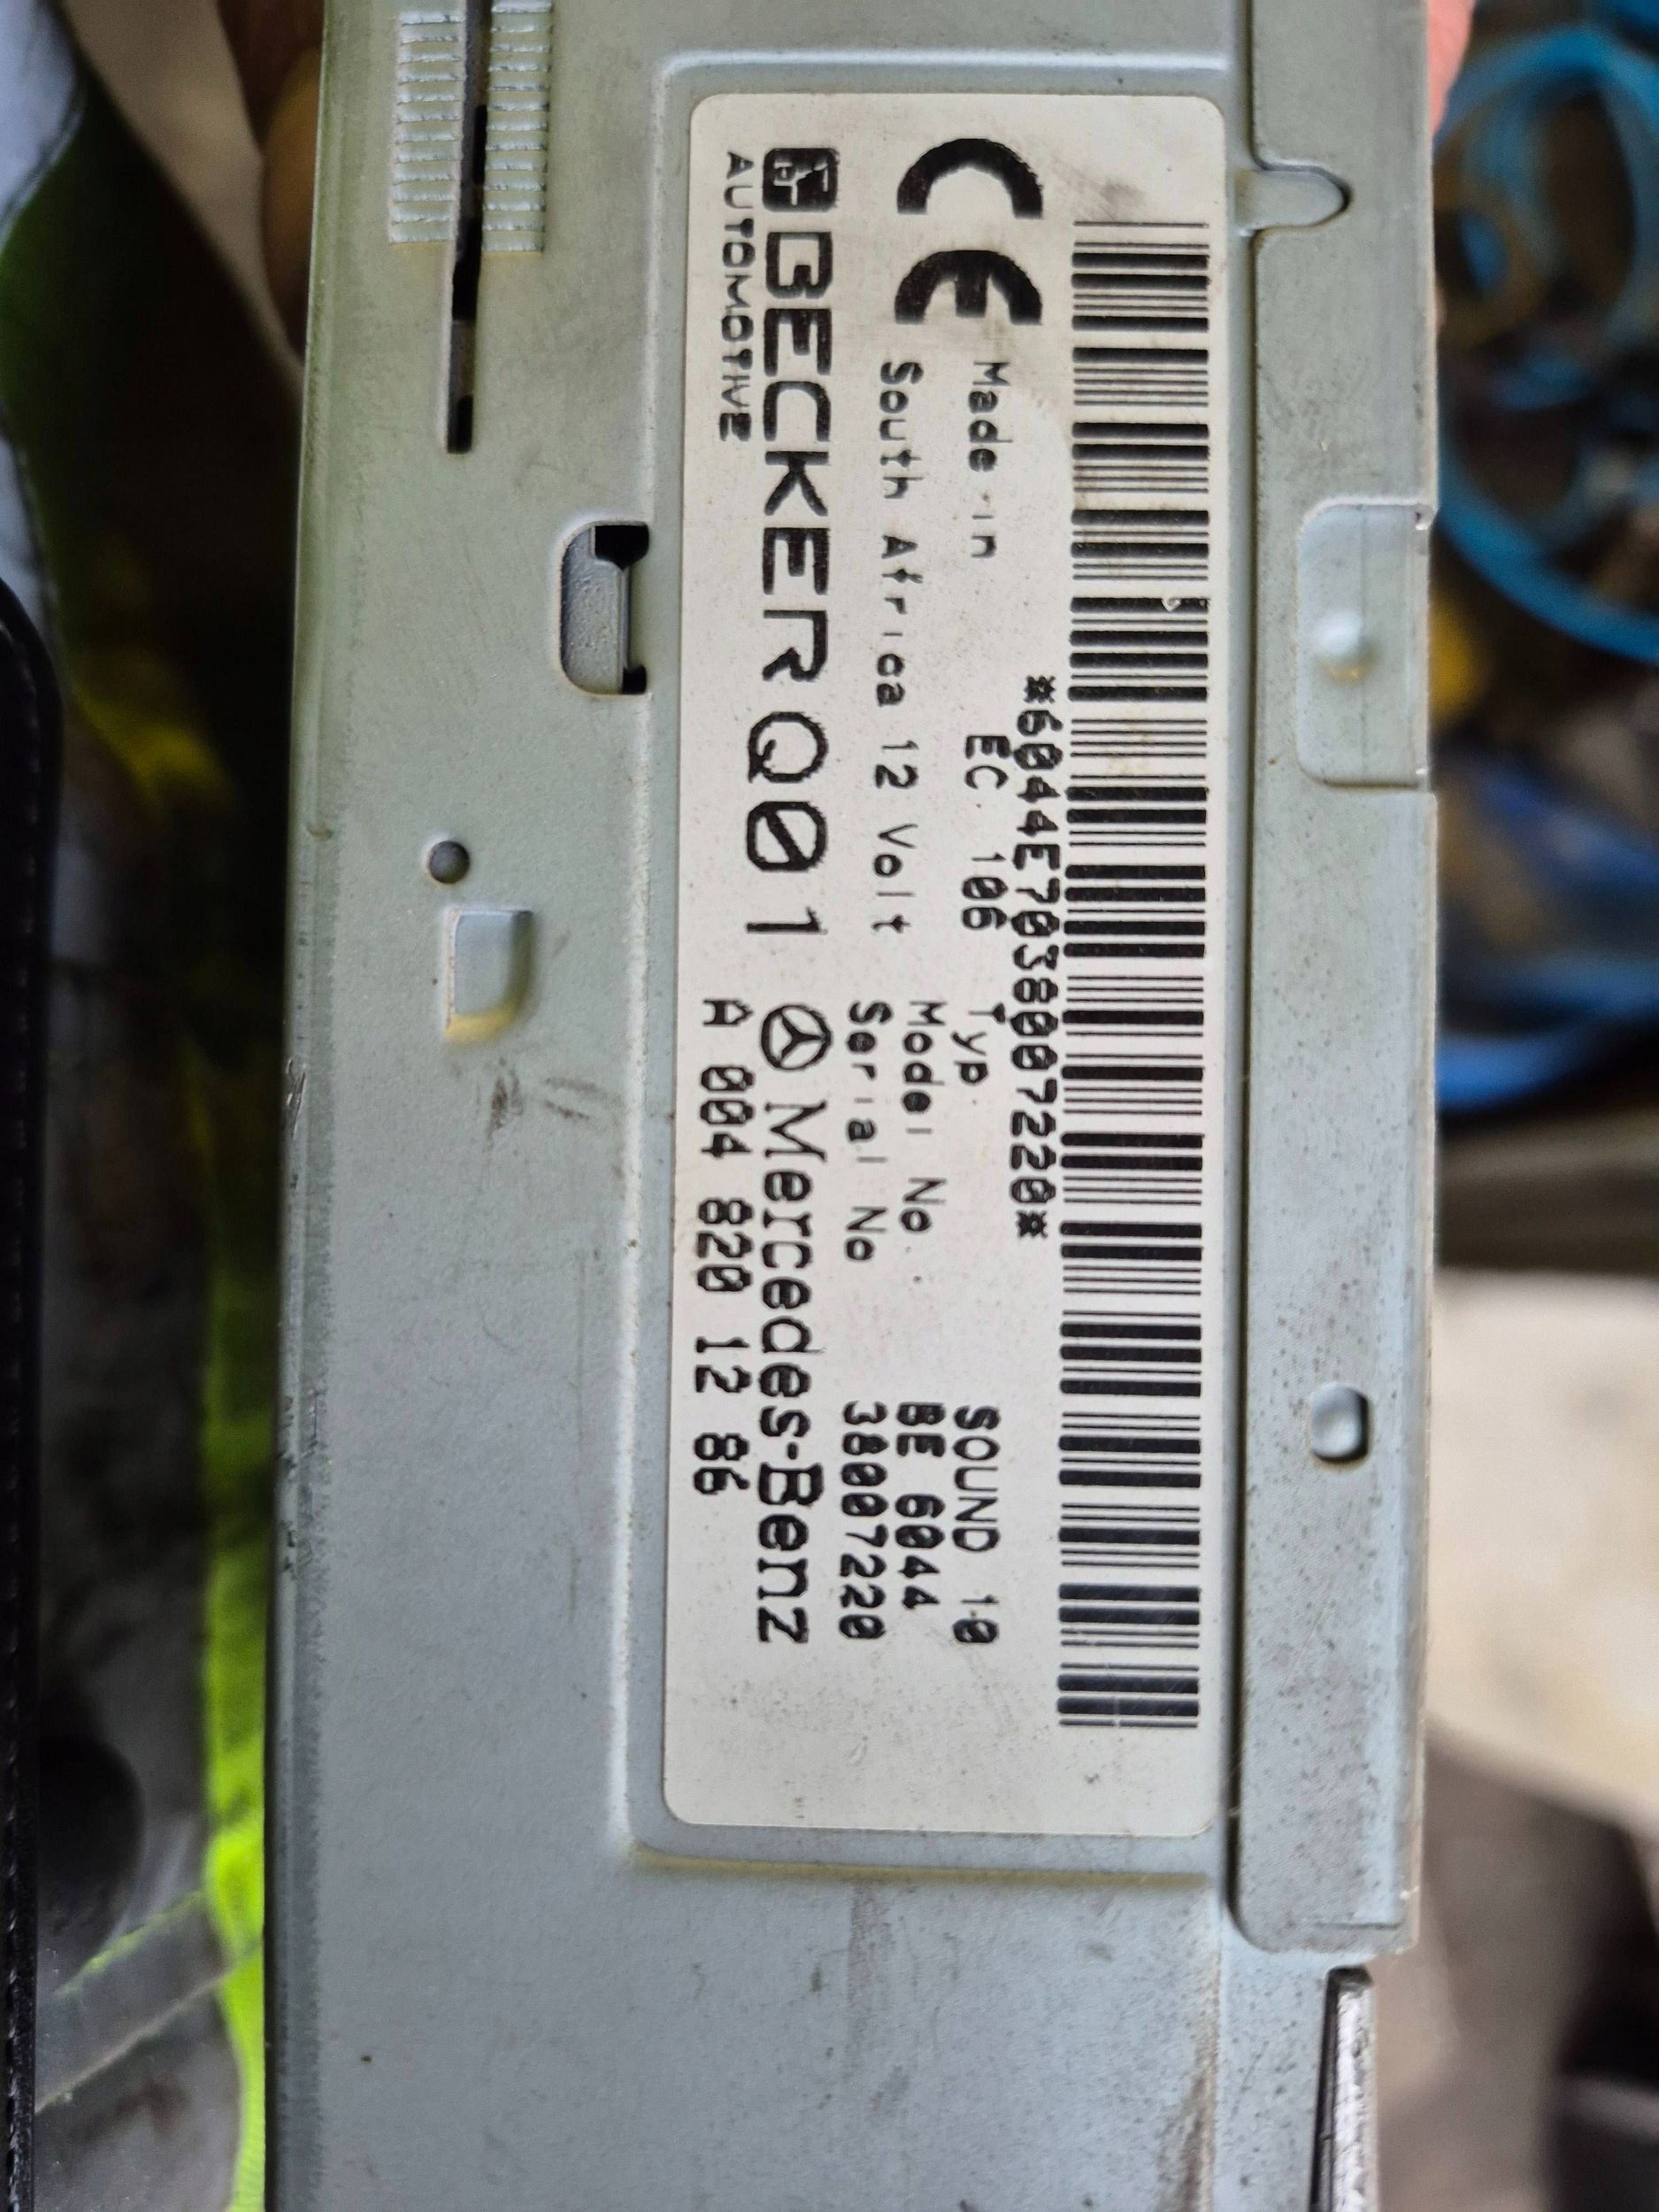 *6044E7038007220*
CE
Made in
EC 106
South Africa 12 Volt
Typ
SOUND 10
Model No
BE 6044
Serial No
38007220
BECKER
AUTOMOTIVE
Q01
Mercedes-Benz
A 004 820 12 86